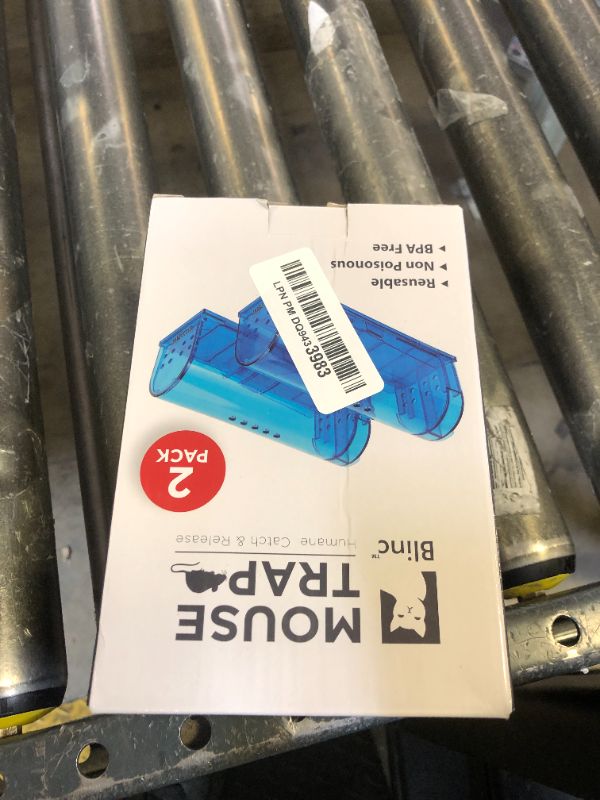 MOUSE
TRAP
Blinc™
Humane Catch & Release
2
PACK
LPN PM DQ9433983
▸ Reusable
▸ Non Poisonous
▸ BPA Free